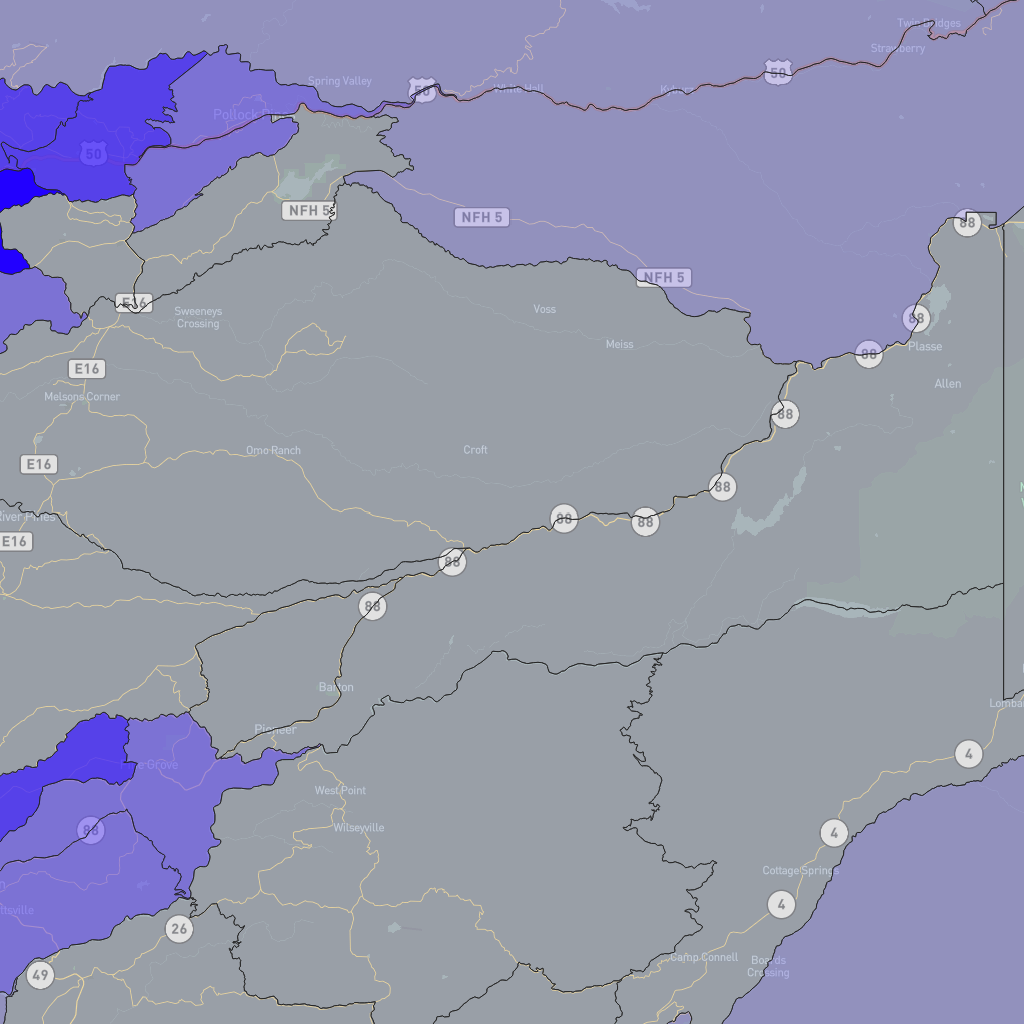 Twin Bridges
Strawberry
50
Spring Valley
50
White Hall
Kyburz
Pollock Pines
50
NFH 5
NFH 5
88
NFH 5
E16
Sweeneys
Crossing
Voss
88
Meiss
Plasse
88
E16
Allen
Melsons Corner
88
Omo Ranch
Croft
E16
88
River Pines
88
88
E16
88
88
Barton
Pioneer
4
West Point
Wilseyville
88
4
Cottage Springs
4
26
Camp Connell
Boards
Crossing
49